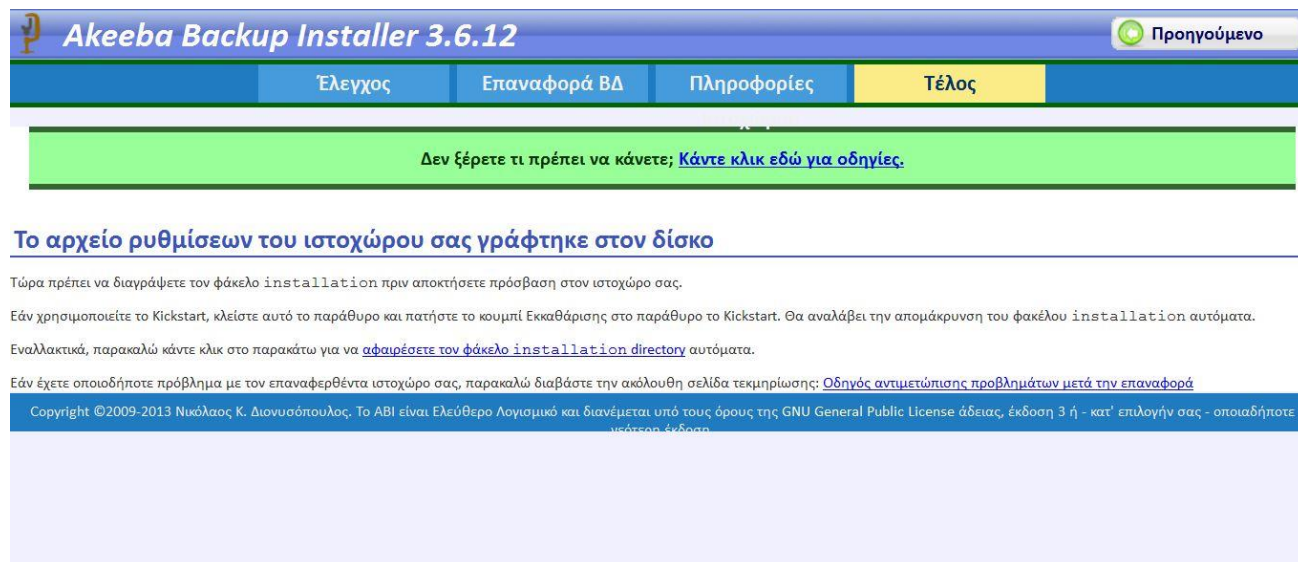 Akeeba Backup Installer 3.6.12
Προηγούμενο
Έλεγχος
Επαναφορά ΒΔ
Πληροφορίες
Τέλος
Δεν ξέρετε τι πρέπει να κάνετε; Κάντε κλικ εδώ για οδηγίες.
Το αρχείο ρυθμίσεων του ιστοχώρου σας γράφτηκε στον δίσκο
Τώρα πρέπει να διαγράψετε τον φάκελο installation πριν αποκτήσετε πρόσβαση στον ιστοχώρο σας.
Εάν χρησιμοποιείτε το Kickstart, κλείστε αυτό το παράθυρο και πατήστε το κουμπί Εκκαθάρισης στο παράθυρο το Kickstart. Θα αναλάβει την απομάκρυνση του φακέλου installation αυτόματα.
Εναλλακτικά, παρακαλώ κάντε κλικ στο παρακάτω για να αφαιρέσετε τον φάκελο installation directory αυτόματα.
Εάν έχετε οποιοδήποτε πρόβλημα με τον επαναφερθέντα ιστοχώρο σας, παρακαλώ διαβάστε την ακόλουθη σελίδα τεκμηρίωσης: Οδηγός αντιμετώπισης προβλημάτων μετά την επαναφορά
Copyright ©2009-2013 Νικόλαος Κ. Διονυσόπουλος. Το ABI είναι Ελεύθερο Λογισμικό και διανέμεται υπό τους όρους της GNU General Public License άδειας, έκδοση 3 ή - κατ' επιλογήν σας - οποιαδήποτε
νεότερη έκδοση